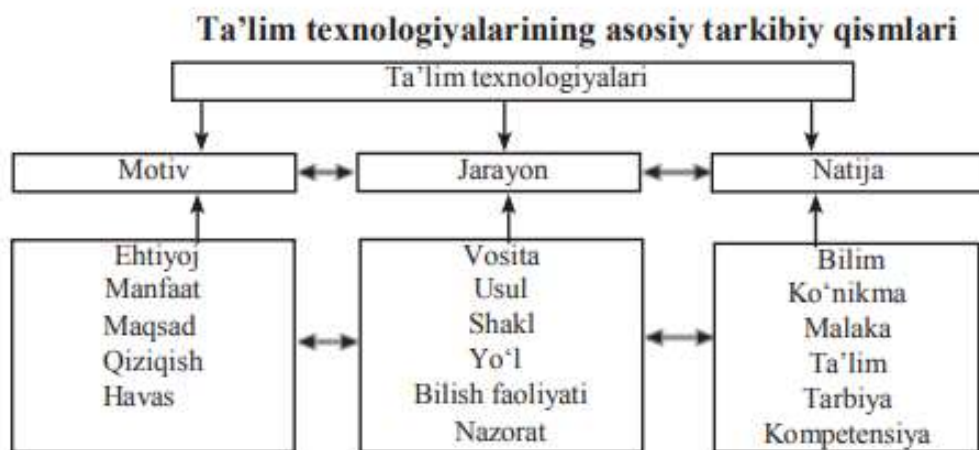 Ta’lim texnologiyalarining asosiy tarkibiy qismlari
Ta’lim texnologiyalari
Motiv
Jarayon
Natija
Ehtiyoj
Manfaat
Maqsad
Qiziqish
Havas
Vosita
Usul
Shakl
Yo‘l
Bilish faoliyati
Nazorat
Bilim
Ko‘nikma
Malaka
Ta’lim
Tarbiya
Kompetensiya